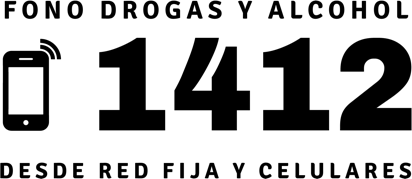 FONO DROGAS Y ALCOHOL
1412
DESDE RED FIJA Y CELULARES